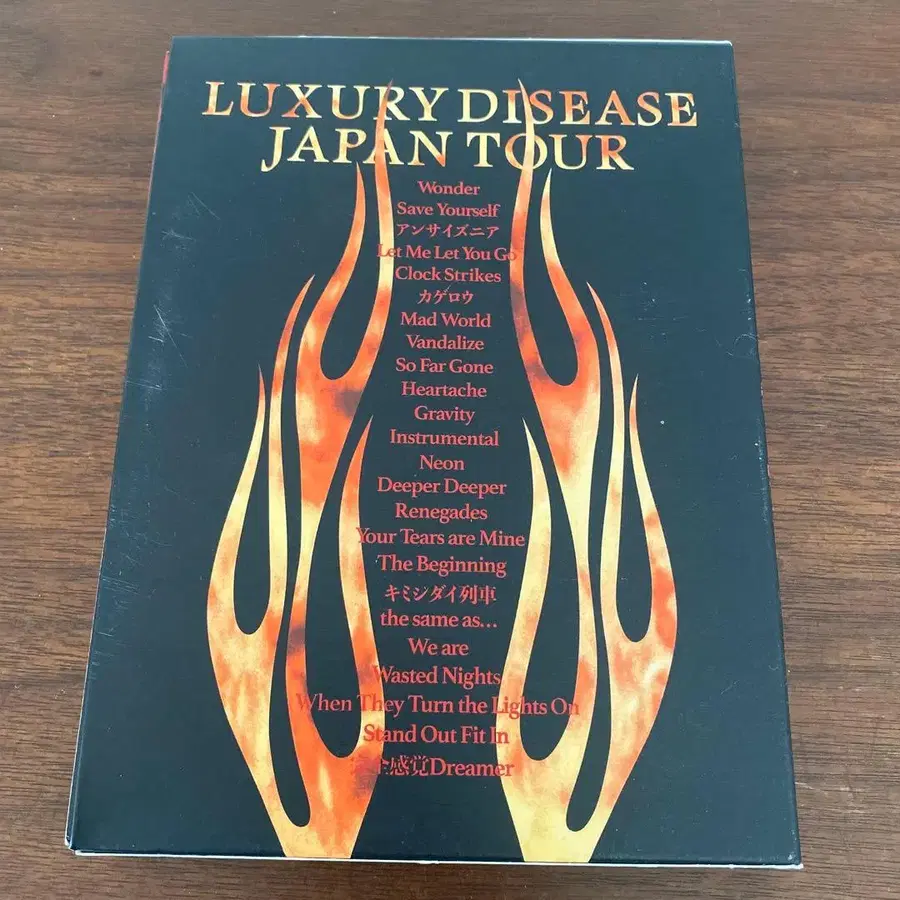 LUXURY DISEASE
JAPAN TOUR
Wonder
Save Yourself
アンサイズニア
Let Me Let You Go
Clock Strikes
カゲロウ
Mad World
Vandalize
So Far Gone
Heartache
Gravity
Instrumental
Neon
Deeper Deeper
Renegades
Your Tears are Mine
The Beginning
キミシダイ列車
the same as...
We are
Wasted Nights
When They Turn the Lights On
Stand Out Fit In
完全感覚Dreamer